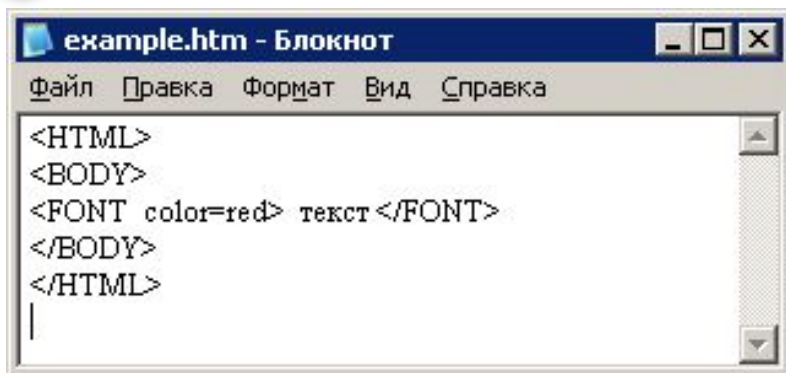 example.htm - Блокнот
Файл Правка Формат Вид Справка
<HTML>
<BODY>
<FONT color=red> текст</FONT>
</BODY>
</HTML>